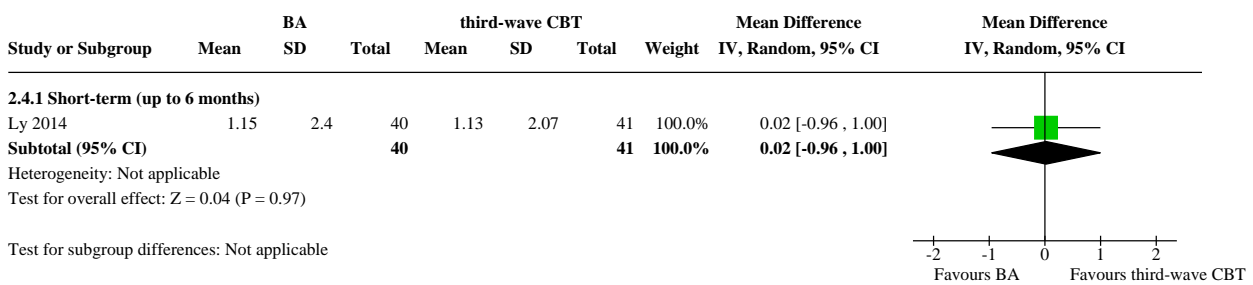 BA third-wave CBT Mean Difference Mean Difference
Study or Subgroup Mean SD Total Mean SD Total Weight IV, Random, 95% CI IV, Random, 95% CI
2.4.1 Short-term (up to 6 months)
Ly 2014 1.15 2.4 40 1.13 2.07 41 100.0% 0.02 [-0.96 , 1.00]
Subtotal (95% CI) 40 41 100.0% 0.02 [-0.96 , 1.00]
Heterogeneity: Not applicable
Test for overall effect: Z = 0.04 (P = 0.97)
Test for subgroup differences: Not applicable
-2 -1 0 1 2
Favours BA Favours third-wave CBT